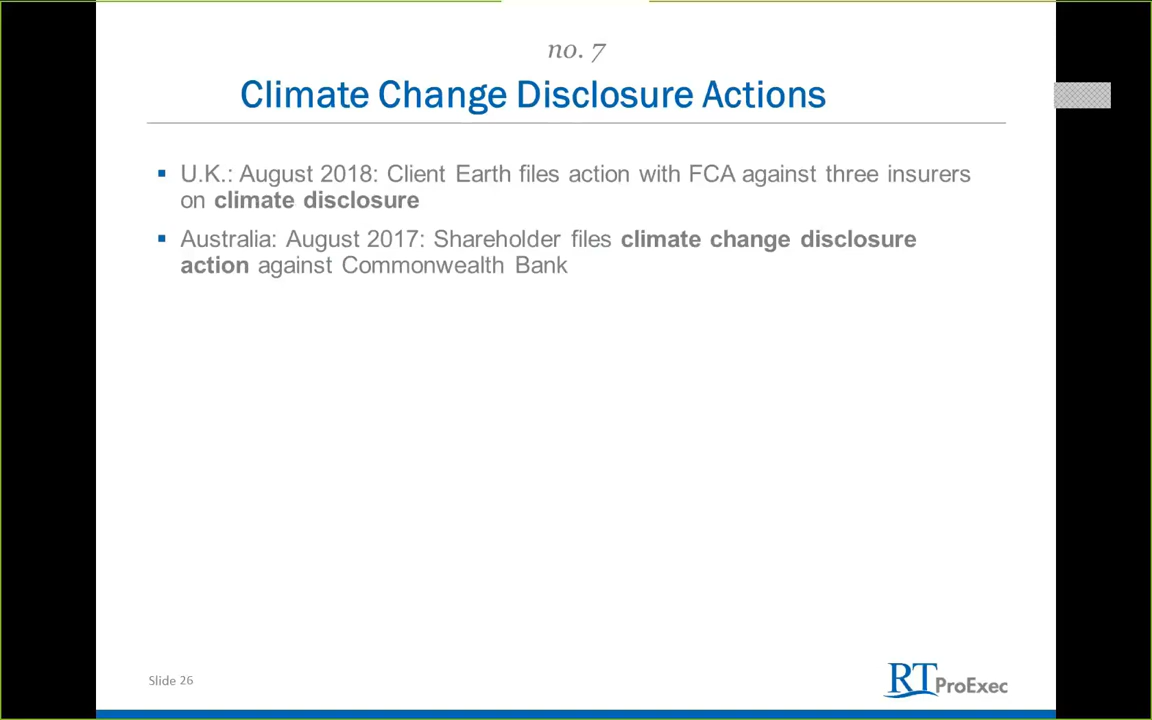 no. 7
Climate Change Disclosure Actions
▪ U.K.: August 2018: Client Earth files action with FCA against three insurers
on climate disclosure
▪ Australia: August 2017: Shareholder files climate change disclosure
action against Commonwealth Bank
Slide 26
RT ProExec